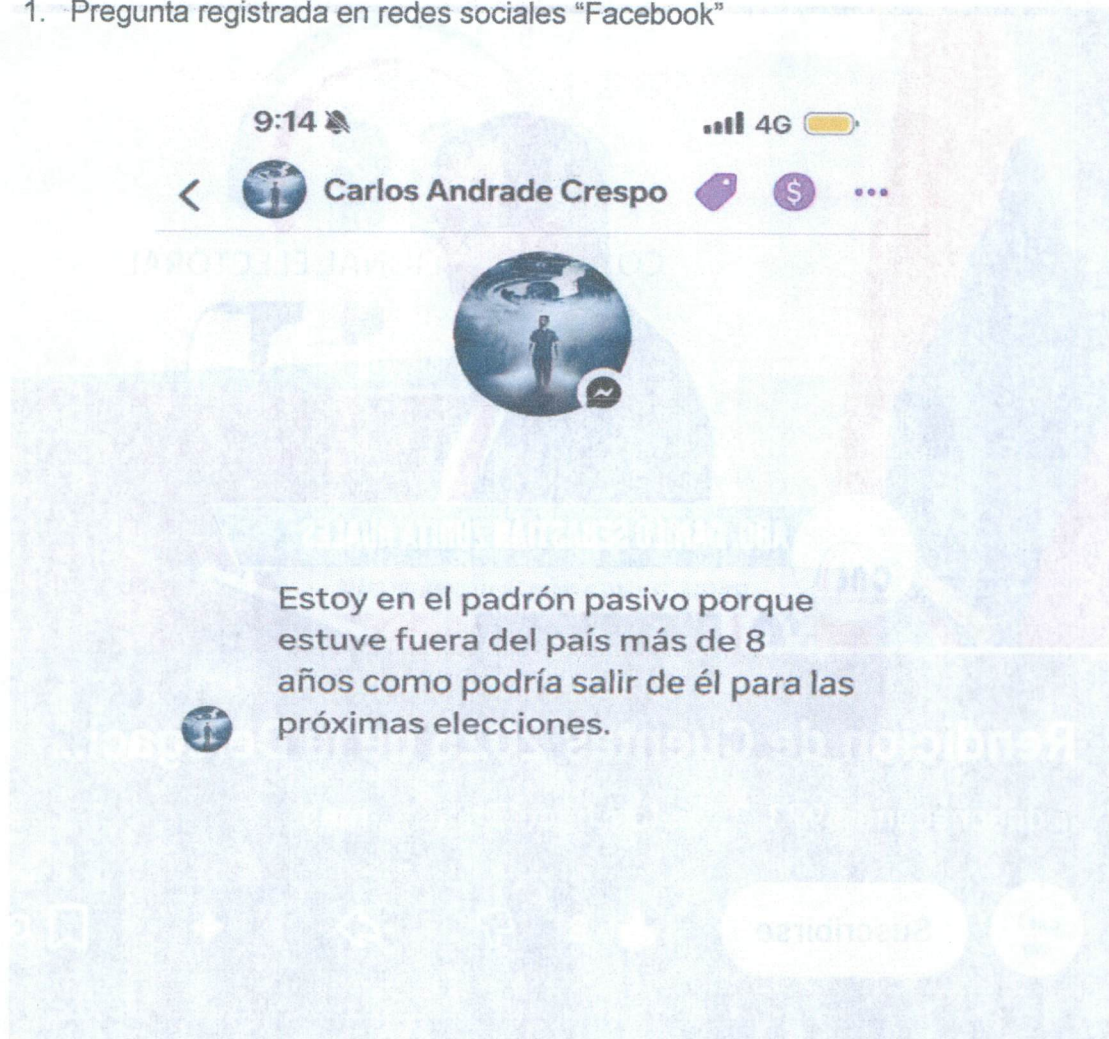 1. Pregunta registrada en redes sociales “Facebook”
9:14
4G
Carlos Andrade Crespo
Estoy en el padrón pasivo porque
estuve fuera del país más de 8
años como podría salir de él para las
próximas elecciones.
Suscribirse